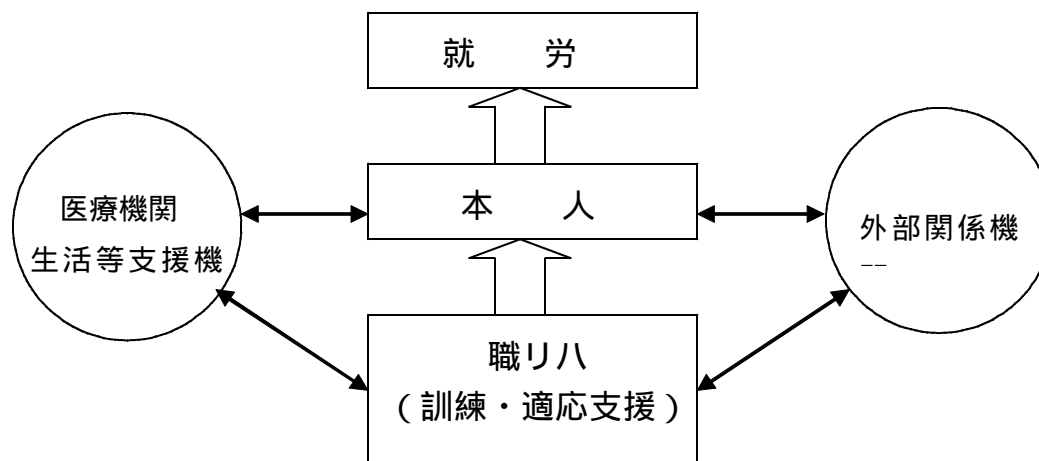 就　労
医療機関
生活等支援機
本　人
外部関係機
職リハ
(訓練・適応支援)